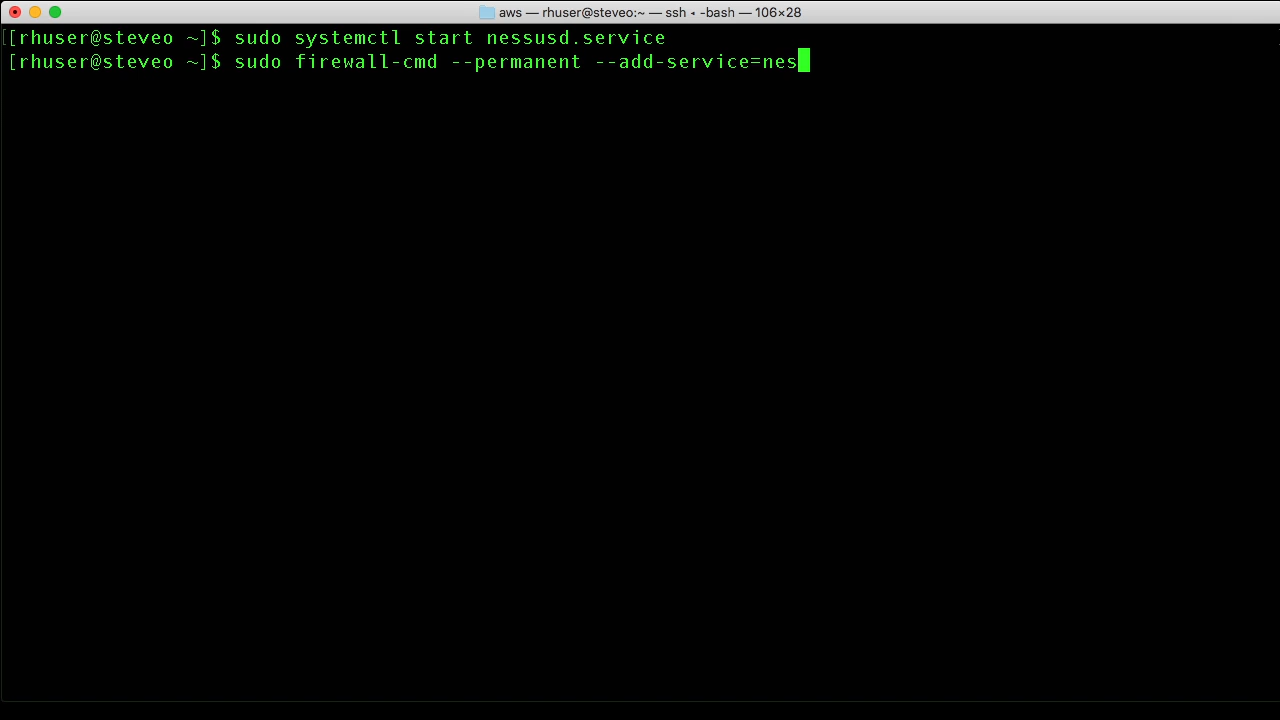 aws — rhuser@steveo:~ — ssh ◂ -bash — 106×28
[[rhuser@steveo ~]$ sudo systemctl start nessusd.service
[rhuser@steveo ~]$ sudo firewall-cmd --permanent --add-service=nes